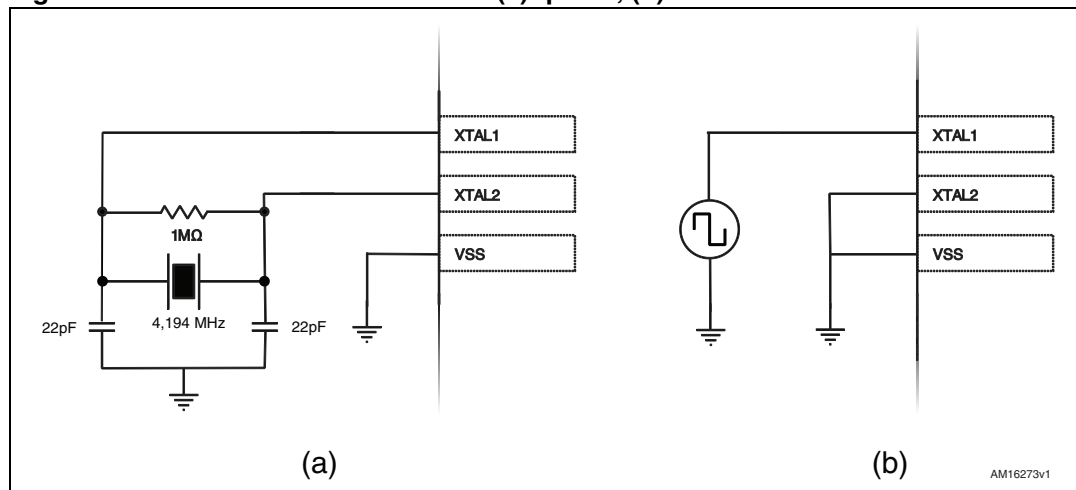 XTAL1
XTAL2
1MΩ
VSS
22pF
4,194 MHz
22pF
(a)
XTAL1
XTAL2
VSS
(b)
AM16273v1